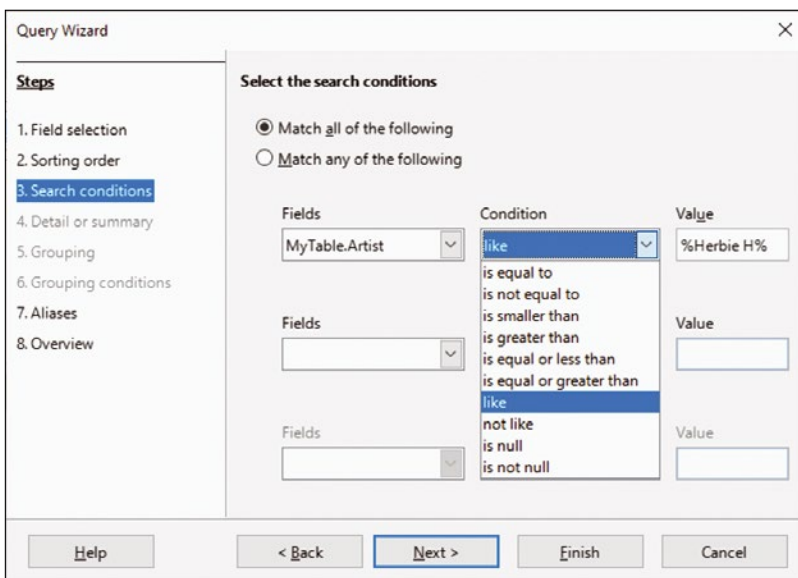 Query Wizard
Steps
1. Field selection
2. Sorting order
3. Search conditions
4. Detail or summary
5. Grouping
6. Grouping conditions
7. Aliases
8. Overview
Select the search conditions
Match all of the following
Match any of the following
Fields Condition Value
MyTable.Artist like %Herbie H%
is equal to
is not equal to
is smaller than
is greater than
is equal or less than
is equal or greater than
like
not like
is null
is not null
Fields Value
Fields Value
Help < Back Next > Finish Cancel